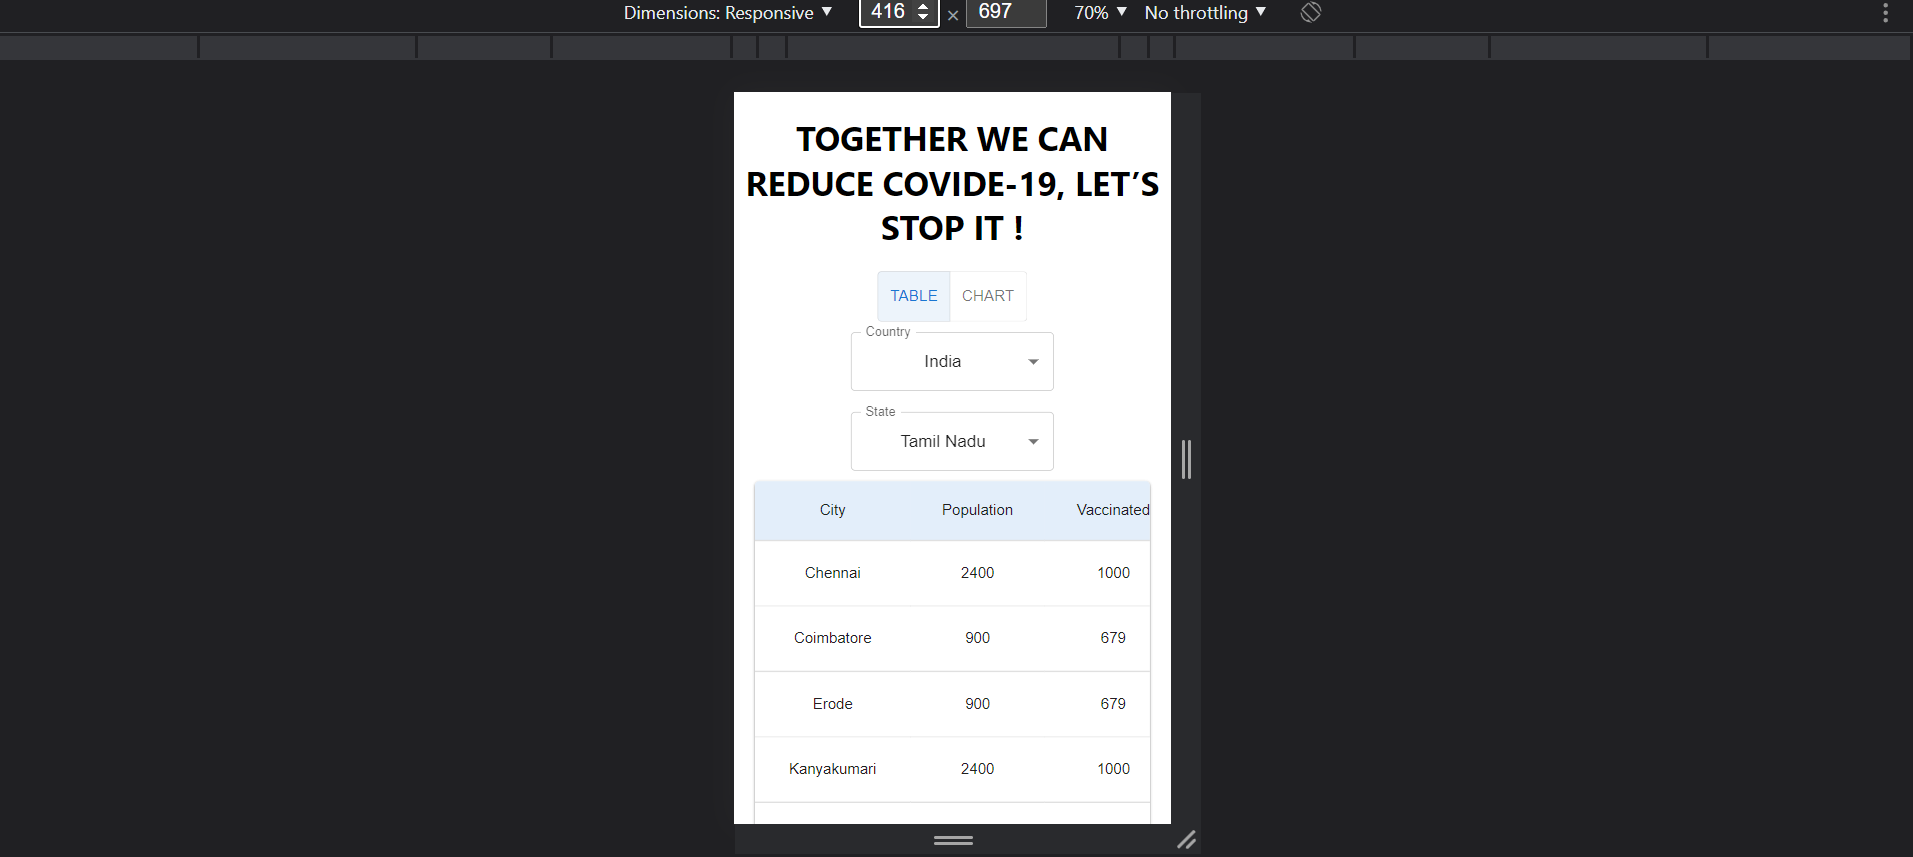 Dimensions: Responsive ▼ 416 × 697 70% ▼ No throttling ▼
TOGETHER WE CAN
REDUCE COVIDE-19, LET’S
STOP IT !
TABLE CHART
Country
India
State
Tamil Nadu
City Population Vaccinated
Chennai 2400 1000
Coimbatore 900 679
Erode 900 679
Kanyakumari 2400 1000